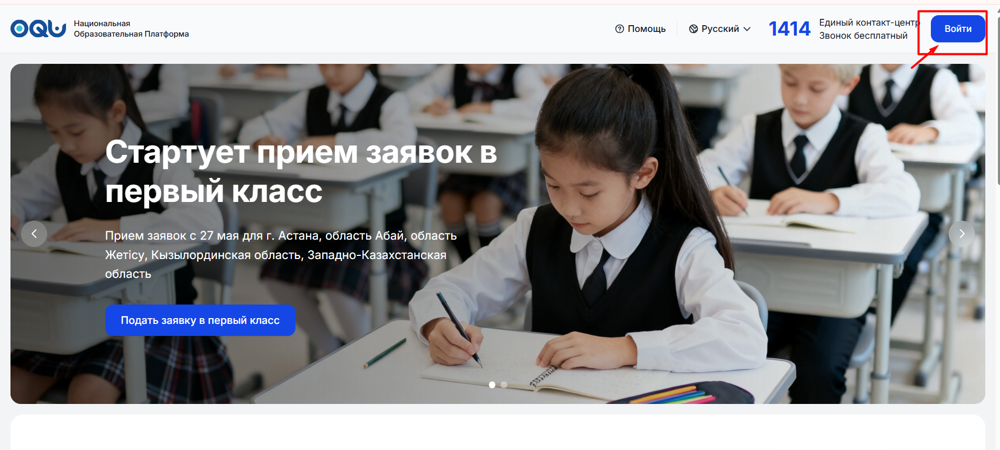 OQU
Национальная
Образовательная Платформа
Помощь
Русский
1414
Единый контакт-центр
Звонок бесплатный
Войти
Стартует прием заявок в
первый класс
Прием заявок с 27 мая для г. Астана, область Абай, область
Жетісу, Кызылординская область, Западно-Казахстанская
область
Подать заявку в первый класс